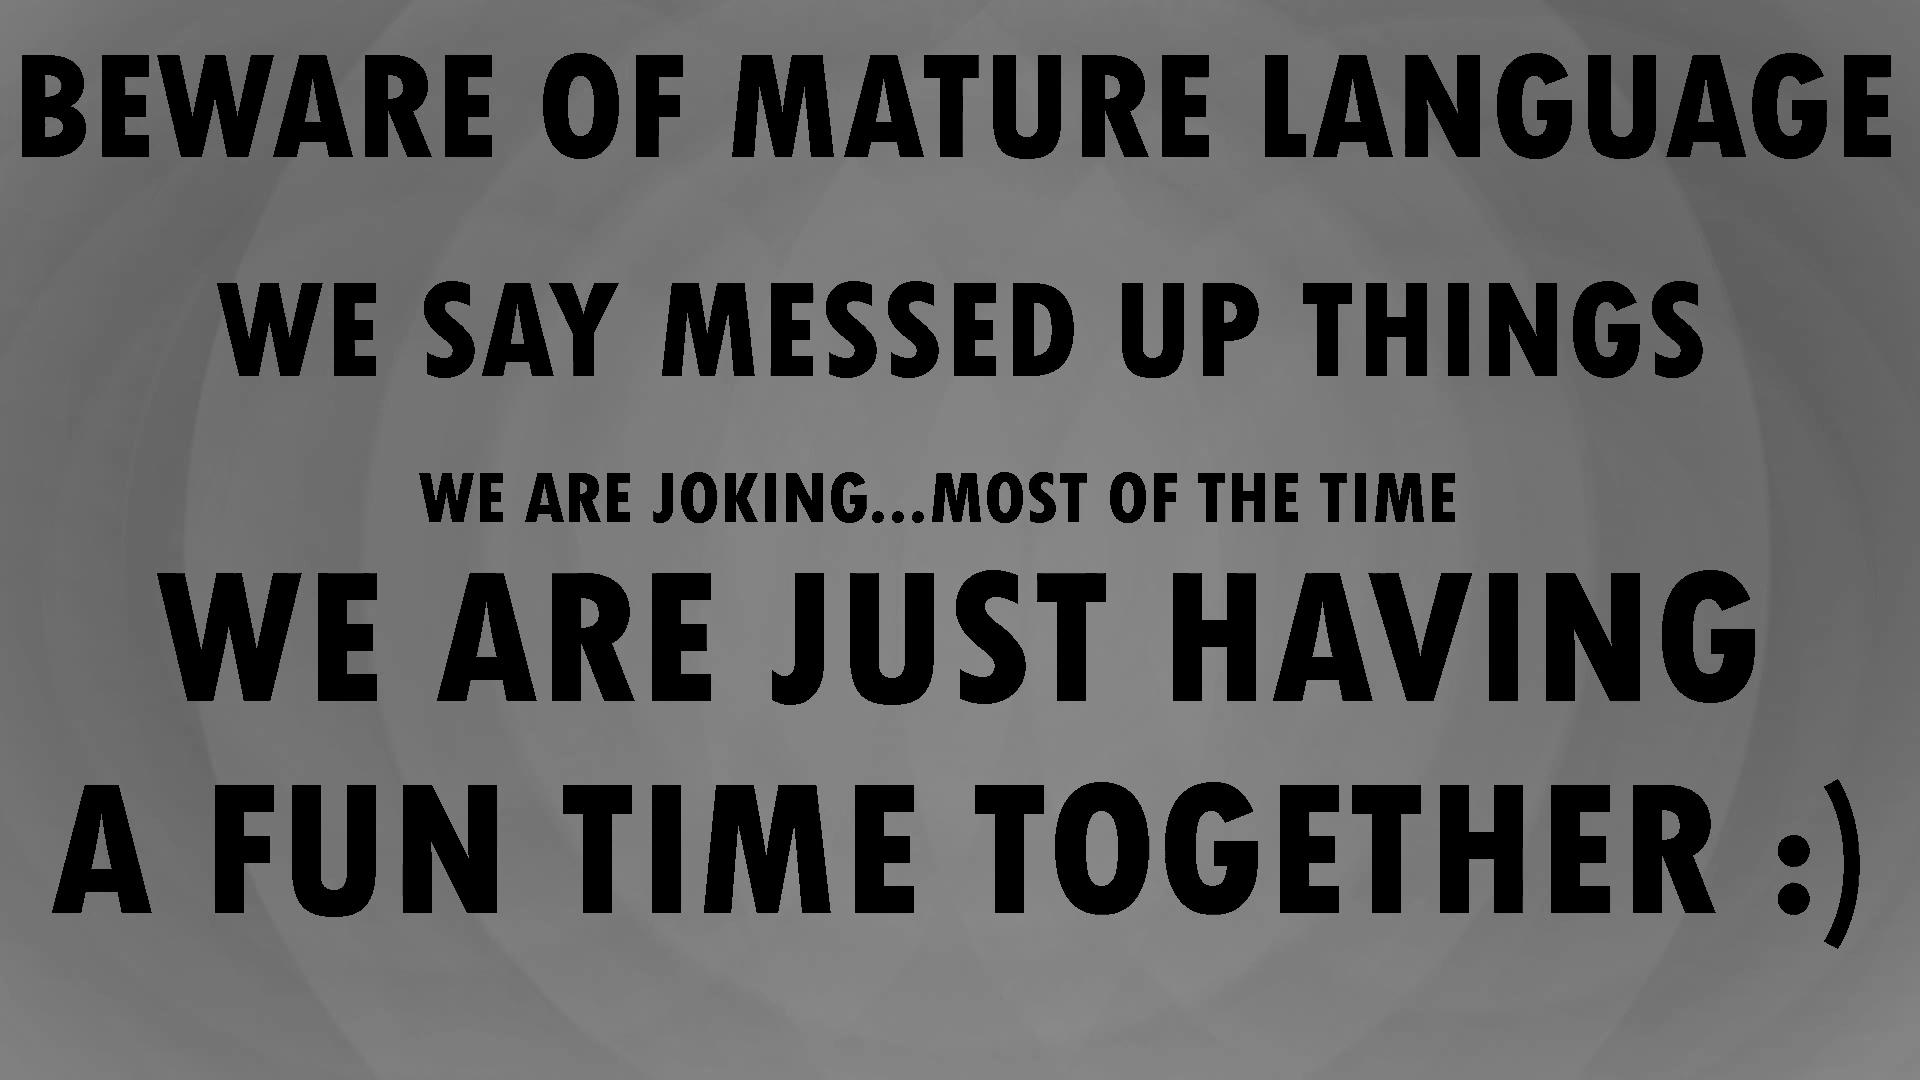 BEWARE OF MATURE LANGUAGE
WE SAY MESSED UP THINGS
WE ARE JOKING...MOST OF THE TIME
WE ARE JUST HAVING
A FUN TIME TOGETHER :)